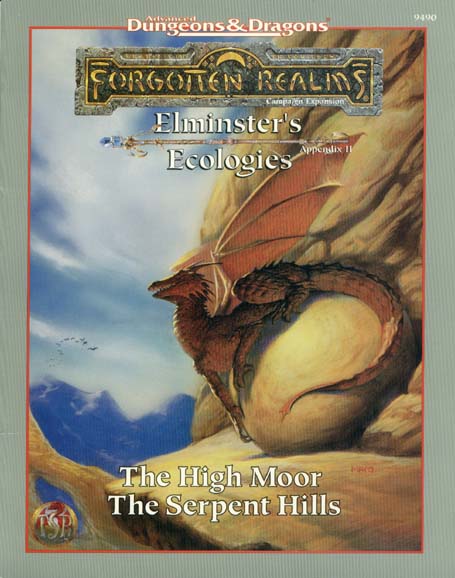 Advanced
Dungeons & Dragons
9490
FORGOTTEN REALMS
Campaign Expansion
Elminster's
Ecologies
Appendix II
The High Moor
The Serpent Hills
TSR